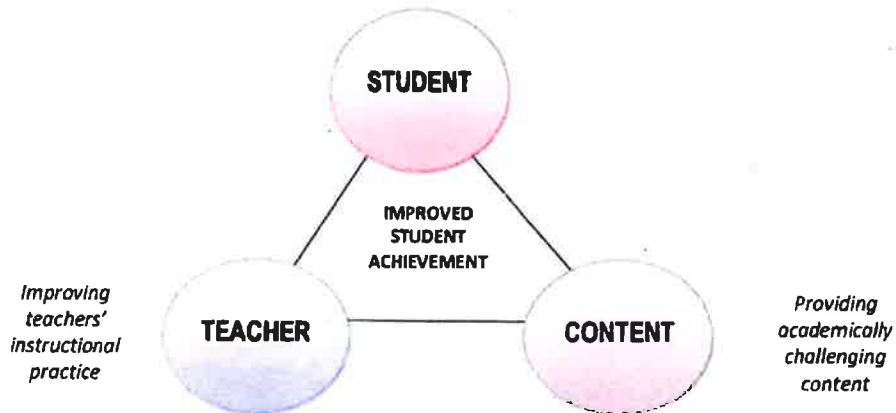 STUDENT
IMPROVED
STUDENT
ACHIEVEMENT
Improving
teachers'
instructional
practice
TEACHER
CONTENT
Providing
academically
challenging
content